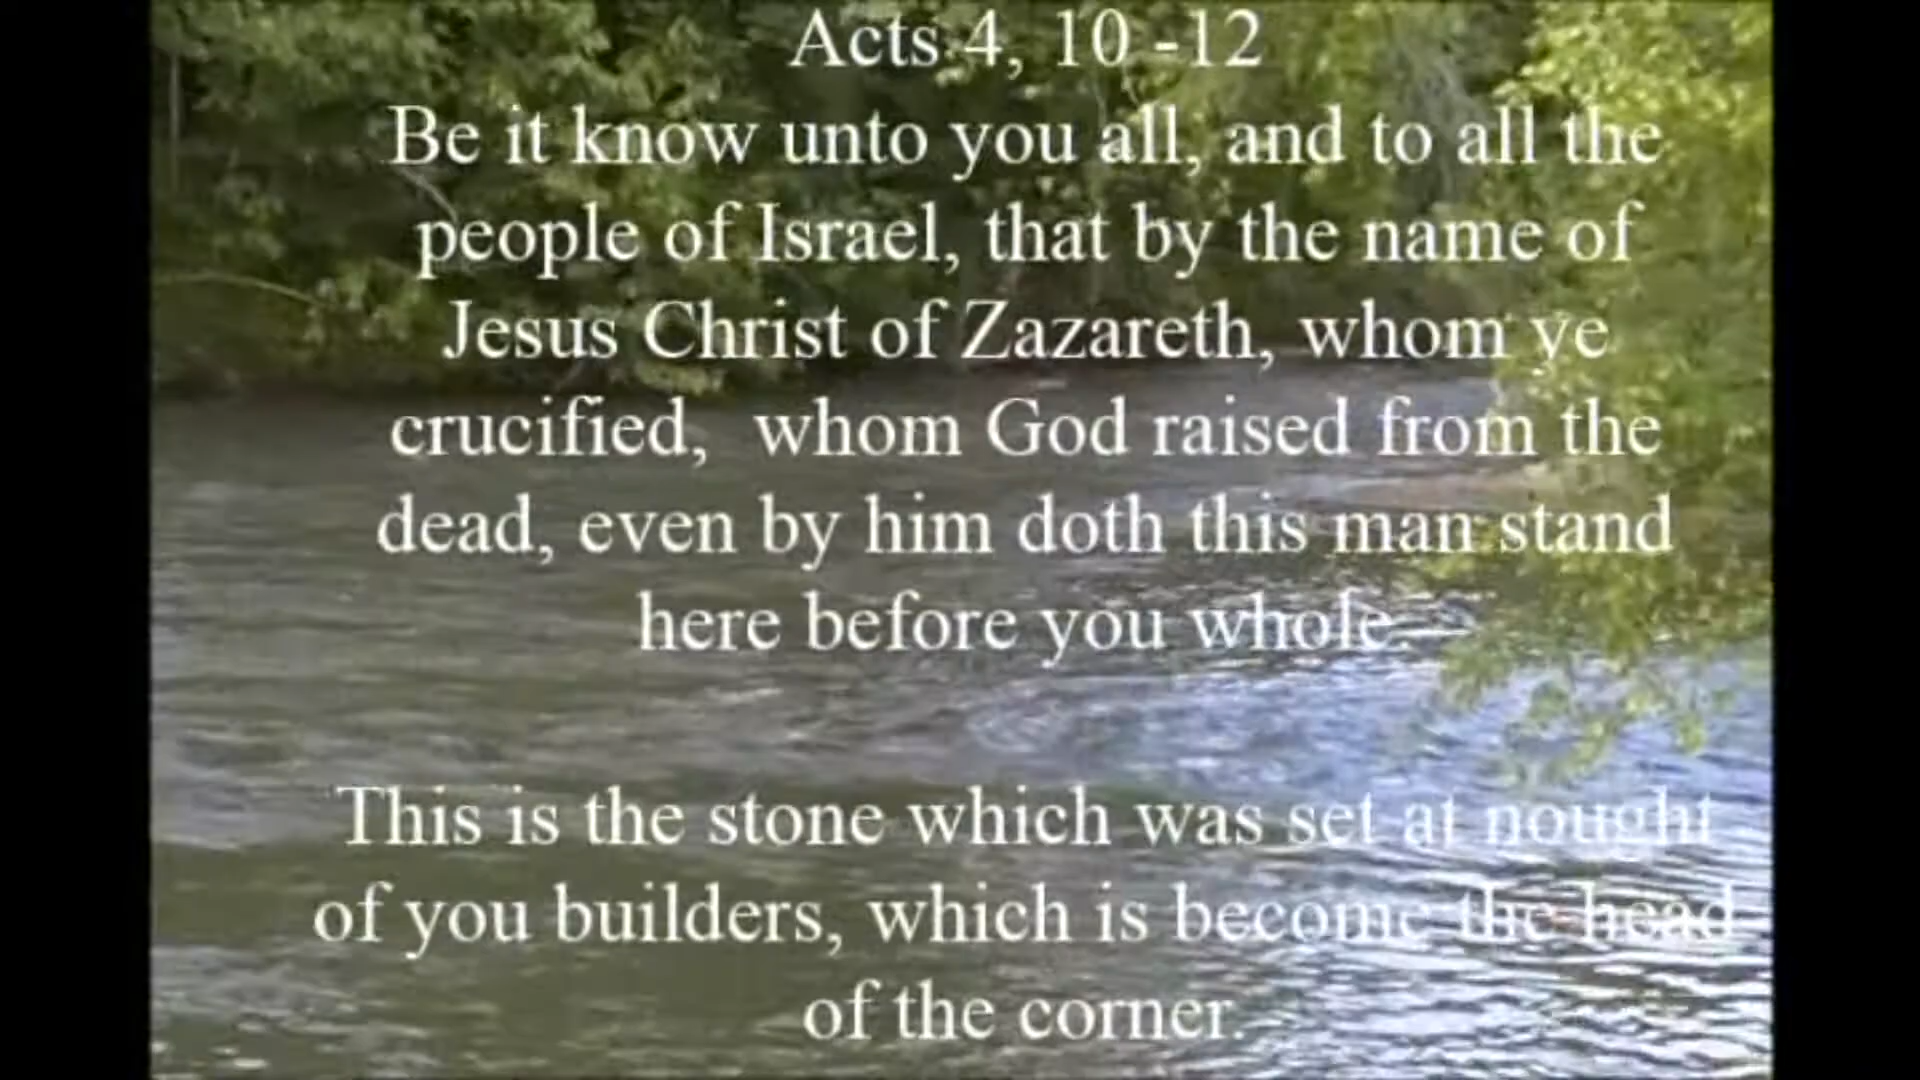 Acts 4, 10 -12
Be it know unto you all, and to all the
people of Israel, that by the name of
Jesus Christ of Zazareth, whom ye
crucified,  whom God raised from the
dead, even by him doth this man stand
here before you whole.
This is the stone which was set at nought
of you builders, which is become the head
of the corner.